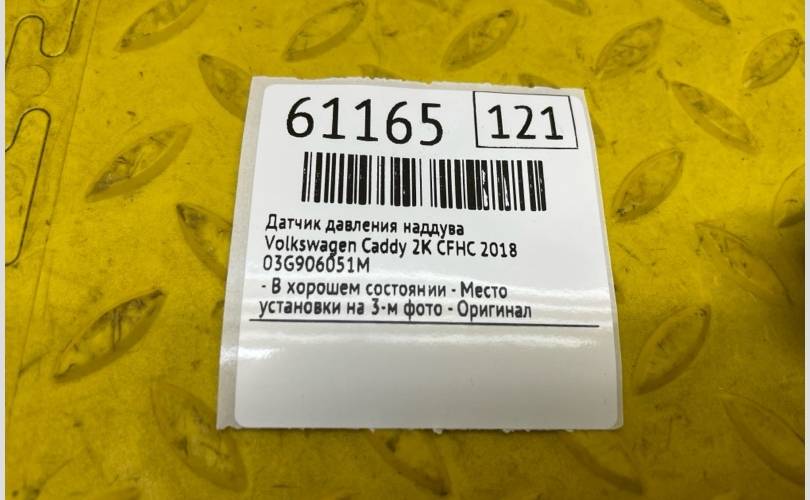 61165 121
Датчик давления наддува
Volkswagen Caddy 2K CFHC 2018
03G906051M
- В хорошем состоянии - Место
установки на 3-м фото - Оригинал